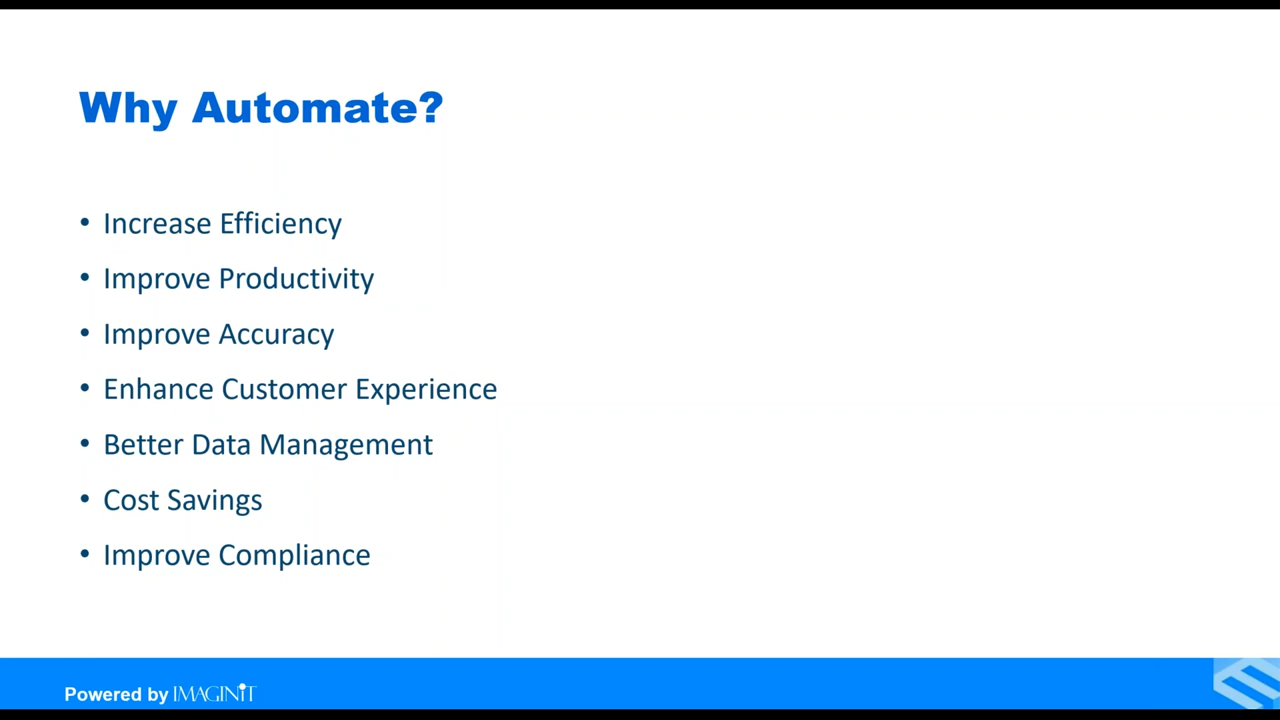 Why Automate?
• Increase Efficiency
• Improve Productivity
• Improve Accuracy
• Enhance Customer Experience
• Better Data Management
• Cost Savings
• Improve Compliance
Powered by IMAGINiT